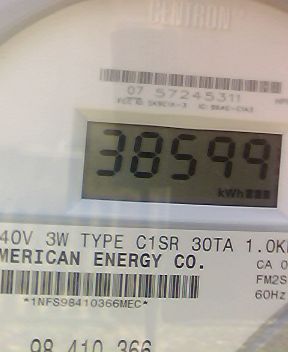 CENTRON
07 57245311
38599
kWh
40V 3W TYPE C1SR 30TA 1.0K
MERICAN ENERGY CO.
CA 0
FM2S
60Hz
*1NFS98410366MEC*
98 410 366